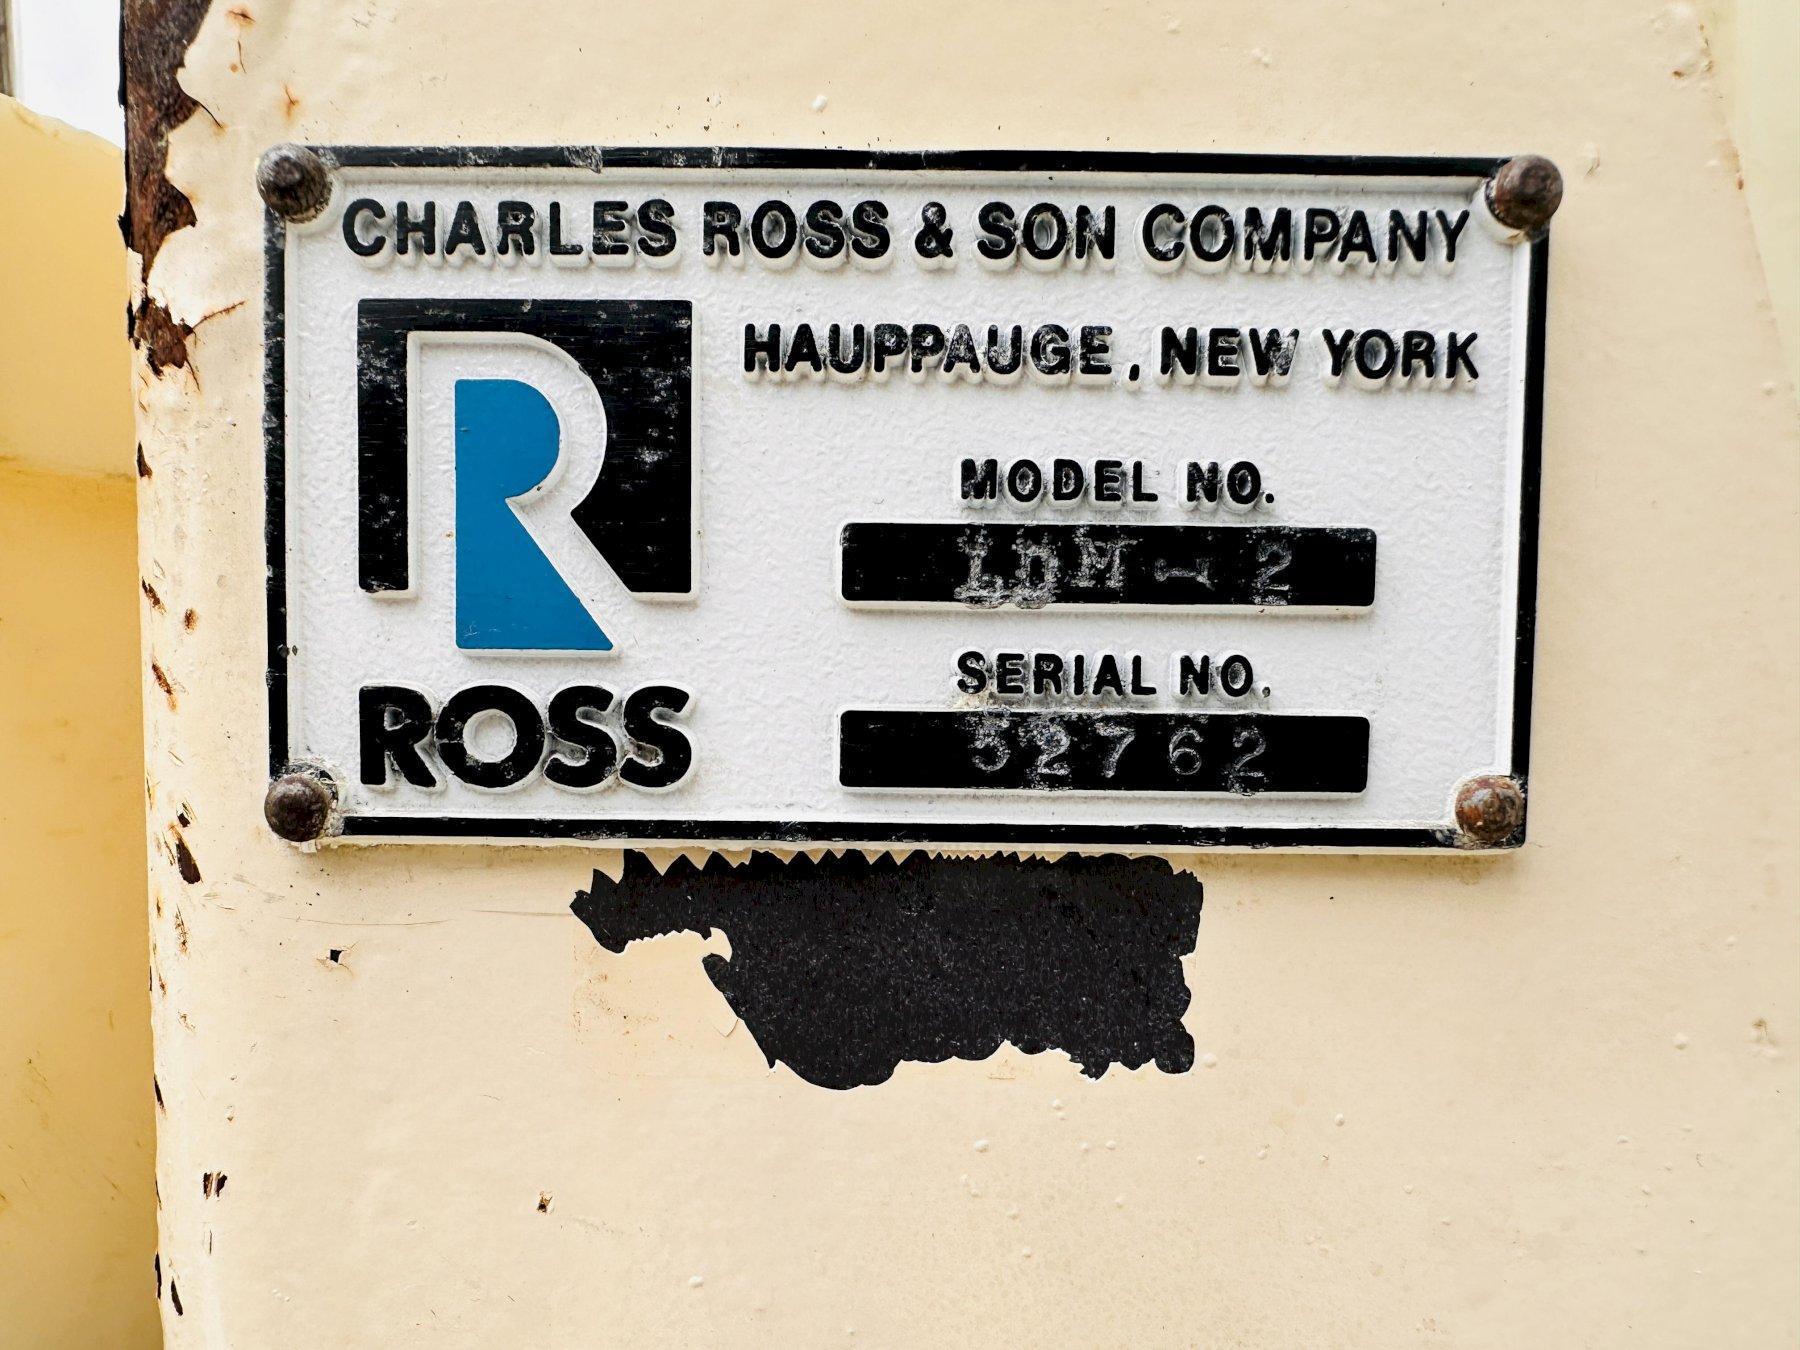 CHARLES ROSS & SON COMPANY
HAUPPAUGE, NEW YORK
R
ROSS
MODEL NO.
LDM-2
SERIAL NO.
52762